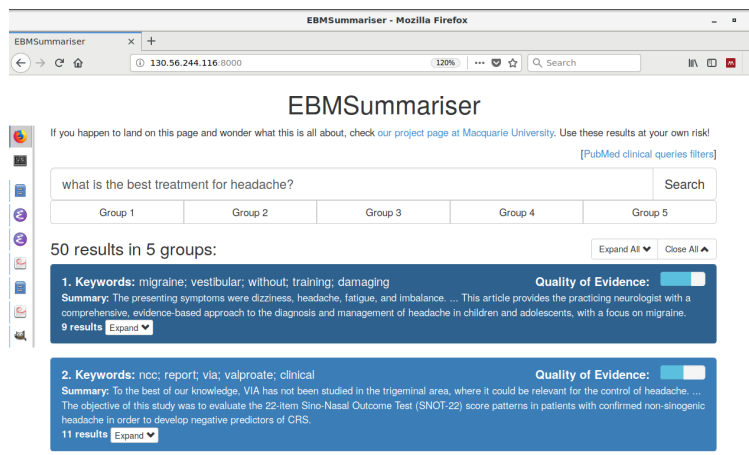 EBMSummariser - Mozilla Firefox
EBMSummariser × +
130.56.244.116:8000 120% ... Search
EBMSummariser
If you happen to land on this page and wonder what this is all about, check our project page at Macquarie University. Use these results at your own risk!
[PubMed clinical queries filters]
what is the best treatment for headache? Search
Group 1 Group 2 Group 3 Group 4 Group 5
50 results in 5 groups: Expand All Close All
1. Keywords: migraine; vestibular; without; training; damaging Quality of Evidence:
Summary: The presenting symptoms were dizziness, headache, fatigue, and imbalance. ... This article provides the practicing neurologist with a
comprehensive, evidence-based approach to the diagnosis and management of headache in children and adolescents, with a focus on migraine.
9 results Expand
2. Keywords: ncc; report; via; valproate; clinical Quality of Evidence:
Summary: To the best of our knowledge, VIA has not been studied in the trigeminal area, where it could be relevant for the control of headache. ...
The objective of this study was to evaluate the 22-item Sino-Nasal Outcome Test (SNOT-22) score patterns in patients with confirmed non-sinogenic
headache in order to develop negative predictors of CRS.
11 results Expand